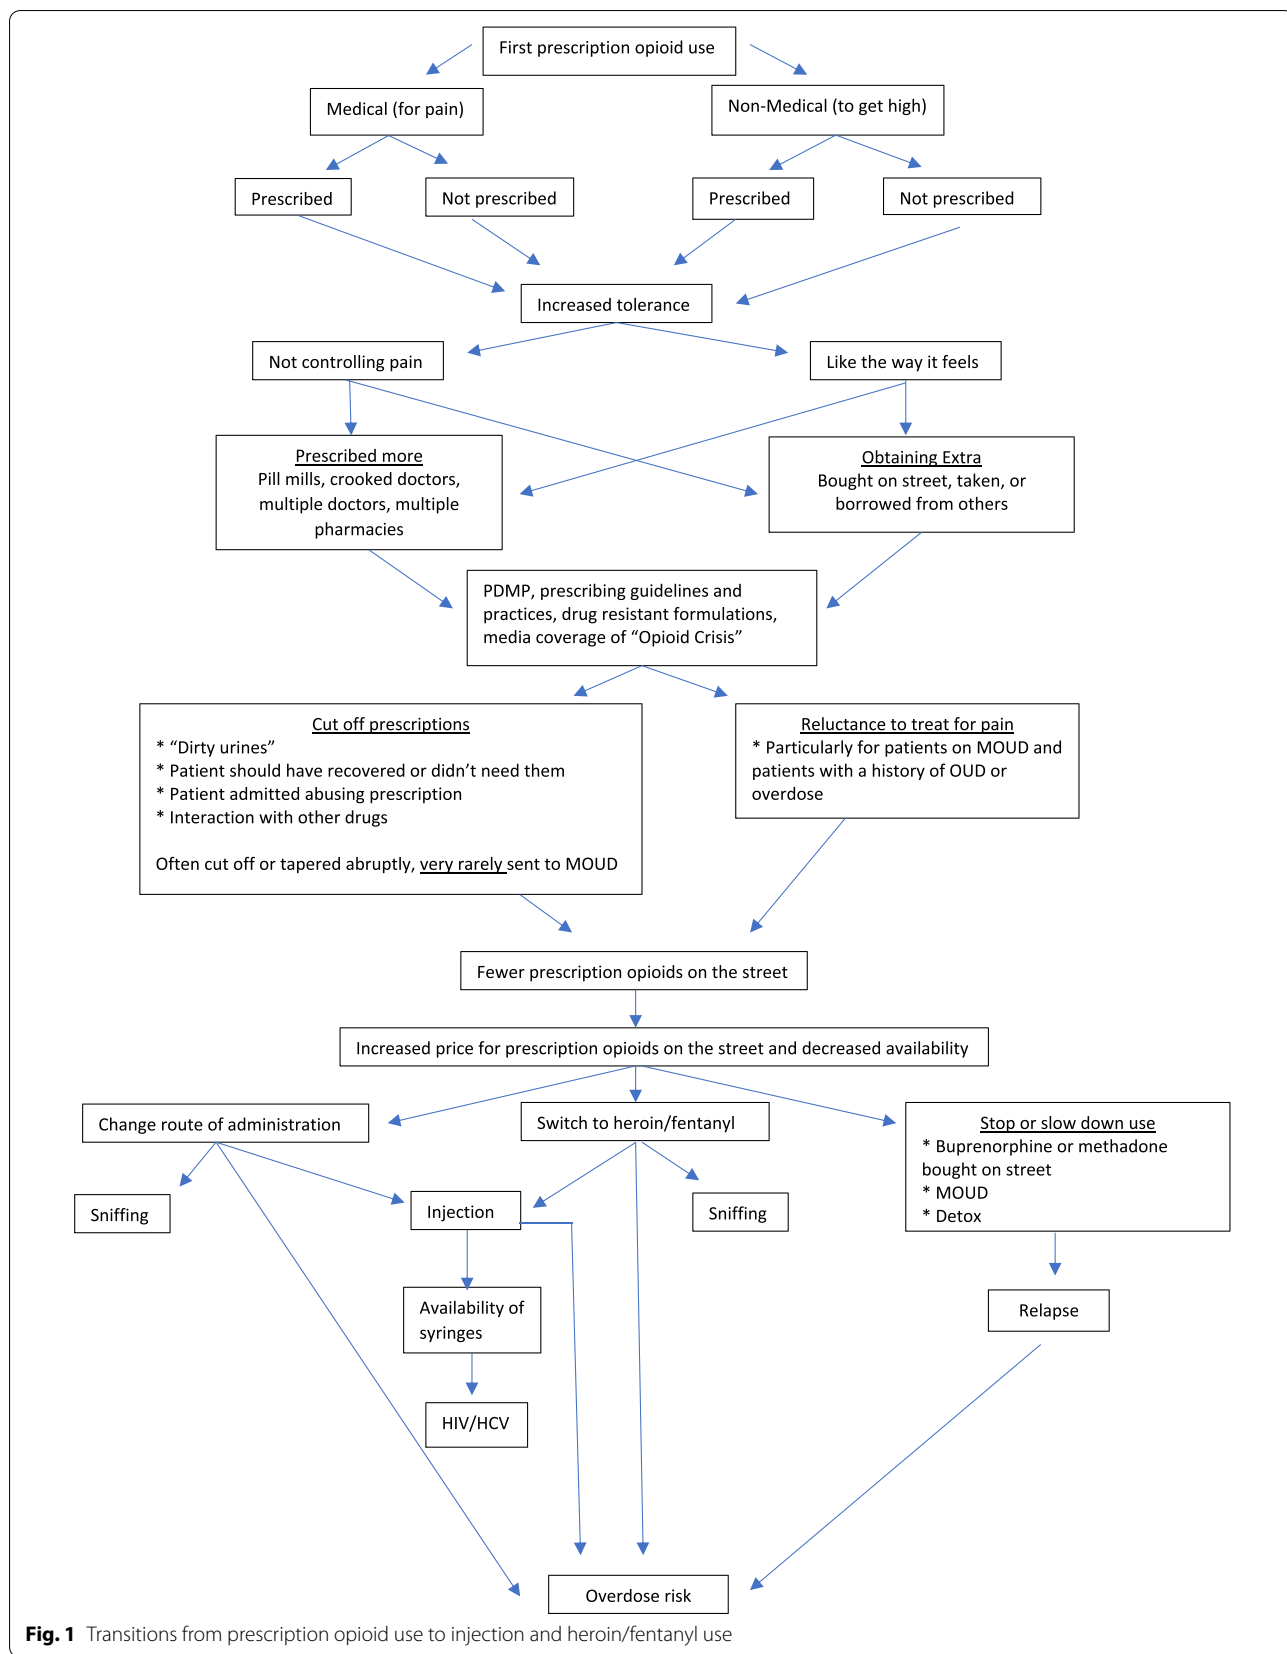 First prescription opioid use
Medical (for pain)
Non-Medical (to get high)
Prescribed
Not prescribed
Prescribed
Not prescribed
Increased tolerance
Not controlling pain
Like the way it feels
Prescribed more
Pill mills, crooked doctors,
multiple doctors, multiple
pharmacies
Obtaining Extra
Bought on street, taken, or
borrowed from others
PDMP, prescribing guidelines and
practices, drug resistant formulations,
media coverage of “Opioid Crisis”
Cut off prescriptions
* “Dirty urines”
* Patient should have recovered or didn’t need them
* Patient admitted abusing prescription
* Interaction with other drugs
Often cut off or tapered abruptly, very rarely sent to MOUD
Reluctance to treat for pain
* Particularly for patients on MOUD and
patients with a history of OUD or
overdose
Fewer prescription opioids on the street
Increased price for prescription opioids on the street and decreased availability
Change route of administration
Switch to heroin/fentanyl
Stop or slow down use
* Buprenorphine or methadone
bought on street
* MOUD
* Detox
Sniffing
Injection
Sniffing
Availability of
syringes
Relapse
HIV/HCV
Overdose risk
Fig. 1 Transitions from prescription opioid use to injection and heroin/fentanyl use